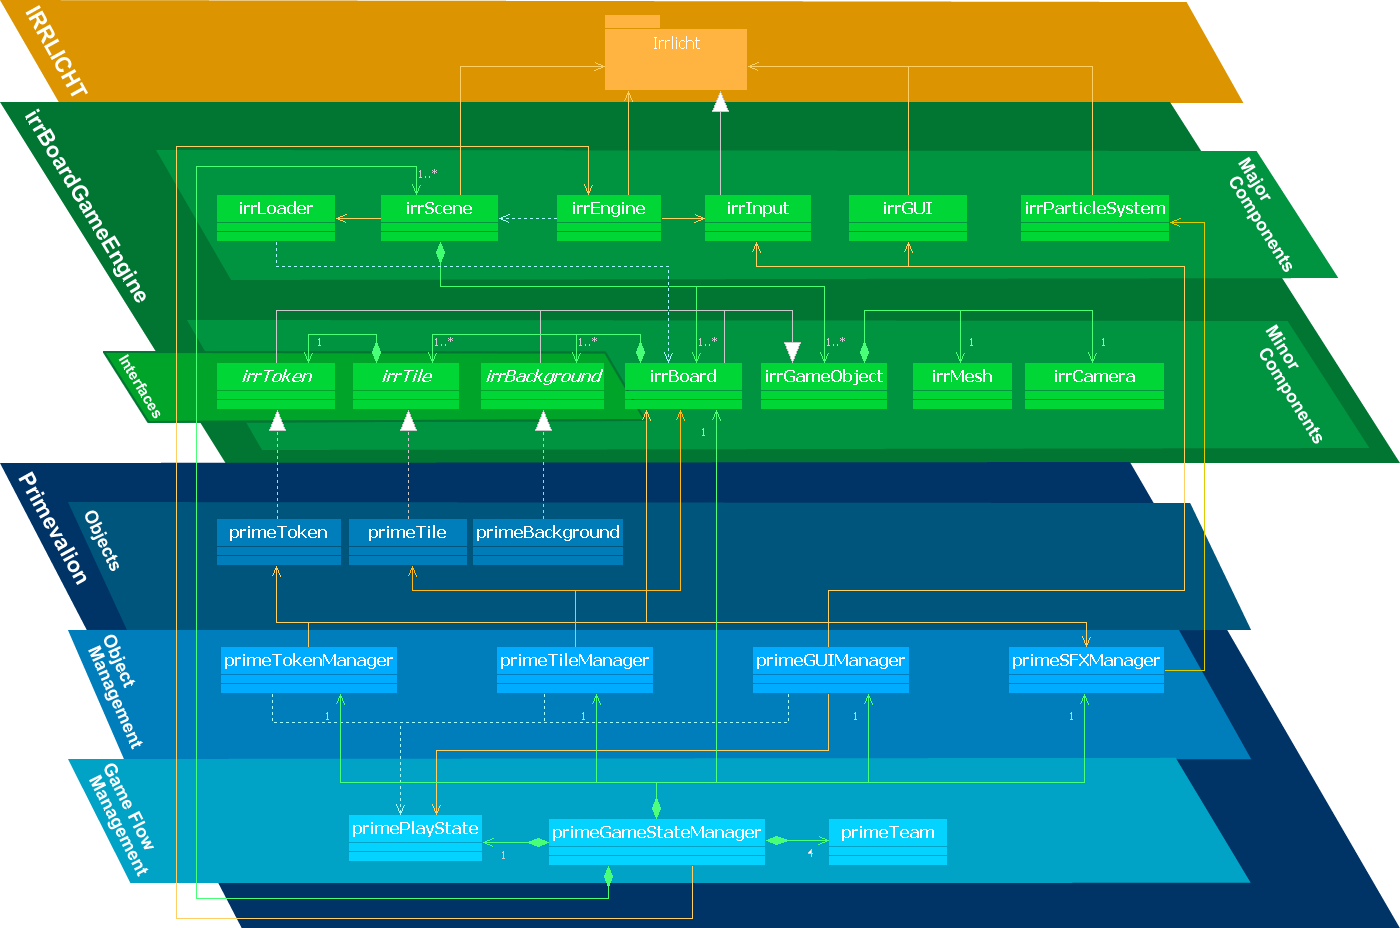 IRRLICHT
Irrlicht
irrBoardGameEngine
Major
Components
1..*
irrLoader
irrScene
irrEngine
irrInput
irrGUI
irrParticleSystem
Minor
Components
Interfaces
1
1..*
1..*
1..*
1..*
1
1
irrToken
irrTile
irrBackground
irrBoard
irrGameObject
irrMesh
irrCamera
1
Primevalion
Objects
primeToken
primeTile
primeBackground
Object
Management
primeTokenManager
primeTileManager
primeGUIManager
primeSFXManager
1
1
1
1
Game Flow
Management
primePlayState
primeGameStateManager
primeTeam
1
4